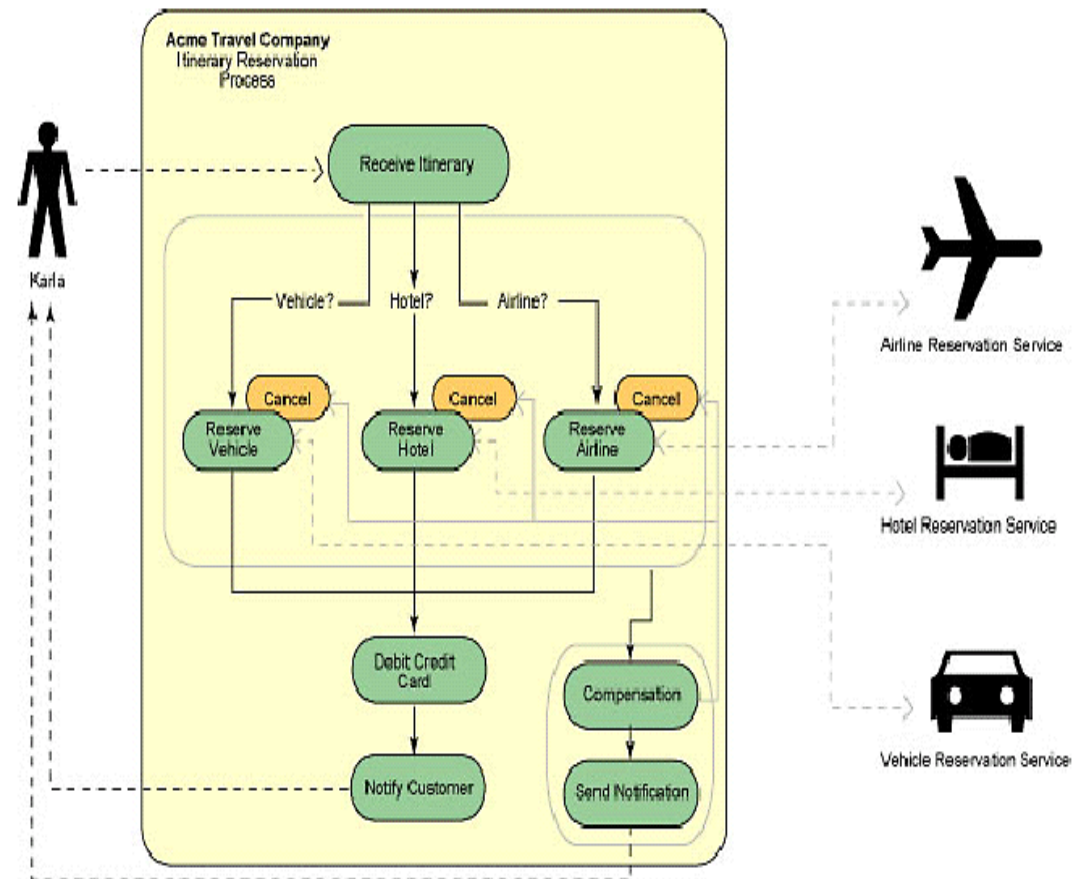 Acme Travel Company
Itinerary Reservation
Process
Receive Itinerary
Karla
Vehicle?
Hotel?
Airline?
Airline Reservation Service
Cancel
Cancel
Cancel
Reserve
Vehicle
Reserve
Hotel
Reserve
Airline
Hotel Reservation Service
Debit Credit
Card
Compensation
Vehicle Reservation Service
Notify Customer
Send Notification